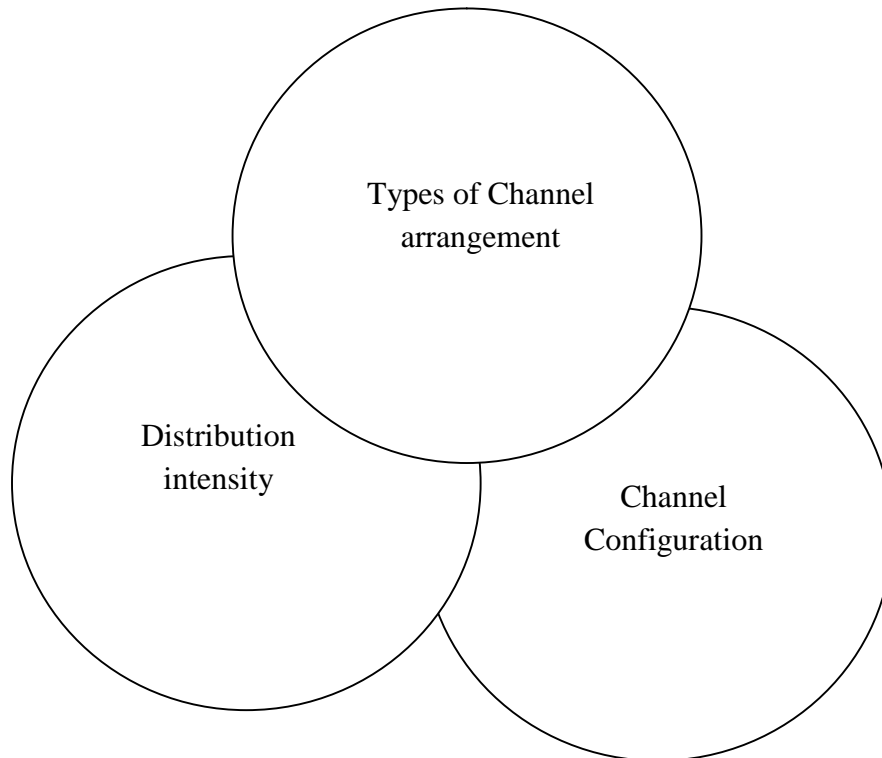 Types of Channel
arrangement
Distribution
intensity
Channel
Configuration